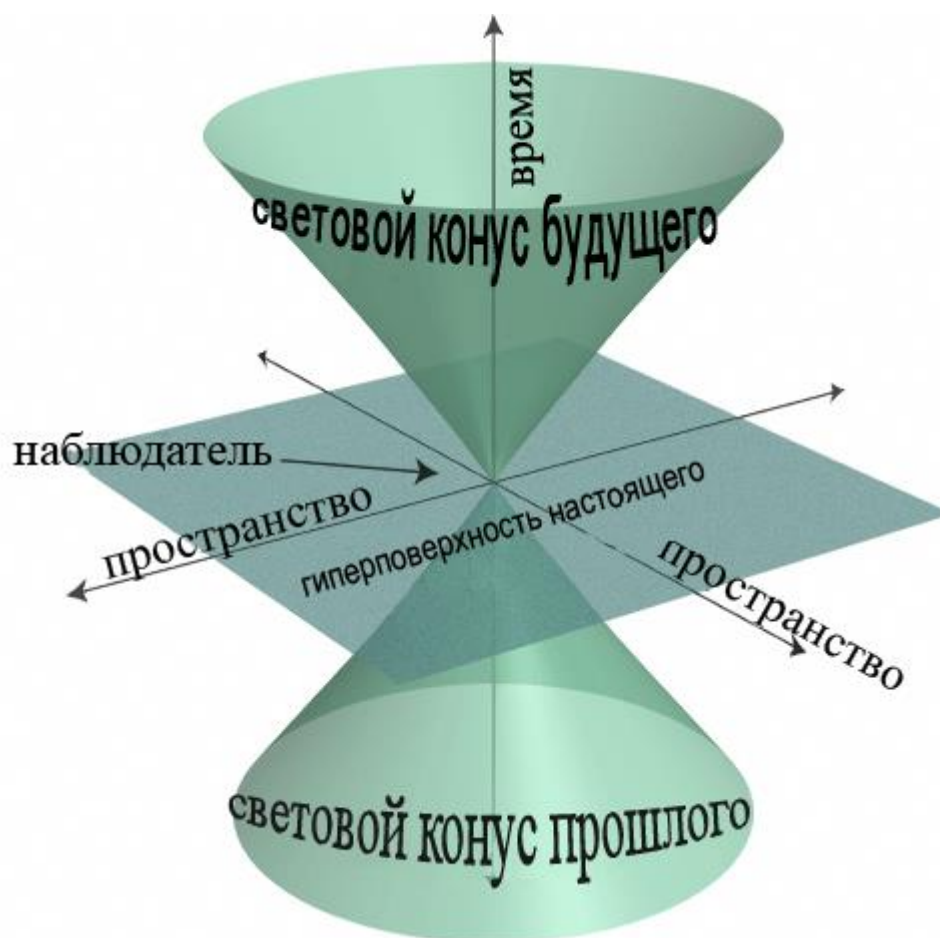 время
световой конус будущего
наблюдатель
пространство
гиперповерхность настоящего
пространство
световой конус прошлого